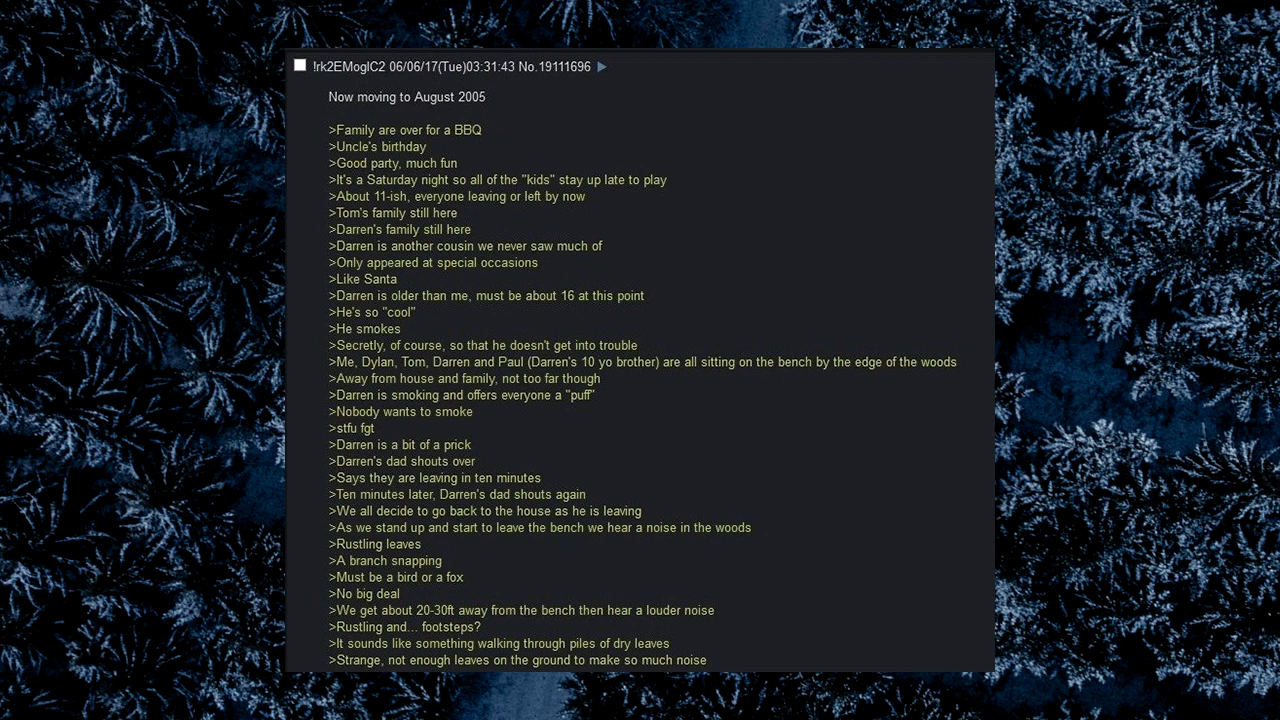 !rk2EMoglC2 06/06/17(Tue)03:31:43 No.19111696
Now moving to August 2005
>Family are over for a BBQ
>Uncle's birthday
>Good party, much fun
>It's a Saturday night so all of the "kids" stay up late to play
>About 11-ish, everyone leaving or left by now
>Tom's family still here
>Darren's family still here
>Darren is another cousin we never saw much of
>Only appeared at special occasions
>Like Santa
>Darren is older than me, must be about 16 at this point
>He's so "cool"
>He smokes
>Secretly, of course, so that he doesn't get into trouble
>Me, Dylan, Tom, Darren and Paul (Darren's 10 yo brother) are all sitting on the bench by the edge of the woods
>Away from house and family, not too far though
>Darren is smoking and offers everyone a "puff"
>Nobody wants to smoke
>stfu fgt
>Darren is a bit of a prick
>Darren's dad shouts over
>Says they are leaving in ten minutes
>Ten minutes later, Darren's dad shouts again
>We all decide to go back to the house as he is leaving
>As we stand up and start to leave the bench we hear a noise in the woods
>Rustling leaves
>A branch snapping
>Must be a bird or a fox
>No big deal
>We get about 20-30ft away from the bench then hear a louder noise
>Rustling and... footsteps?
>It sounds like something walking through piles of dry leaves
>Strange, not enough leaves on the ground to make so much noise